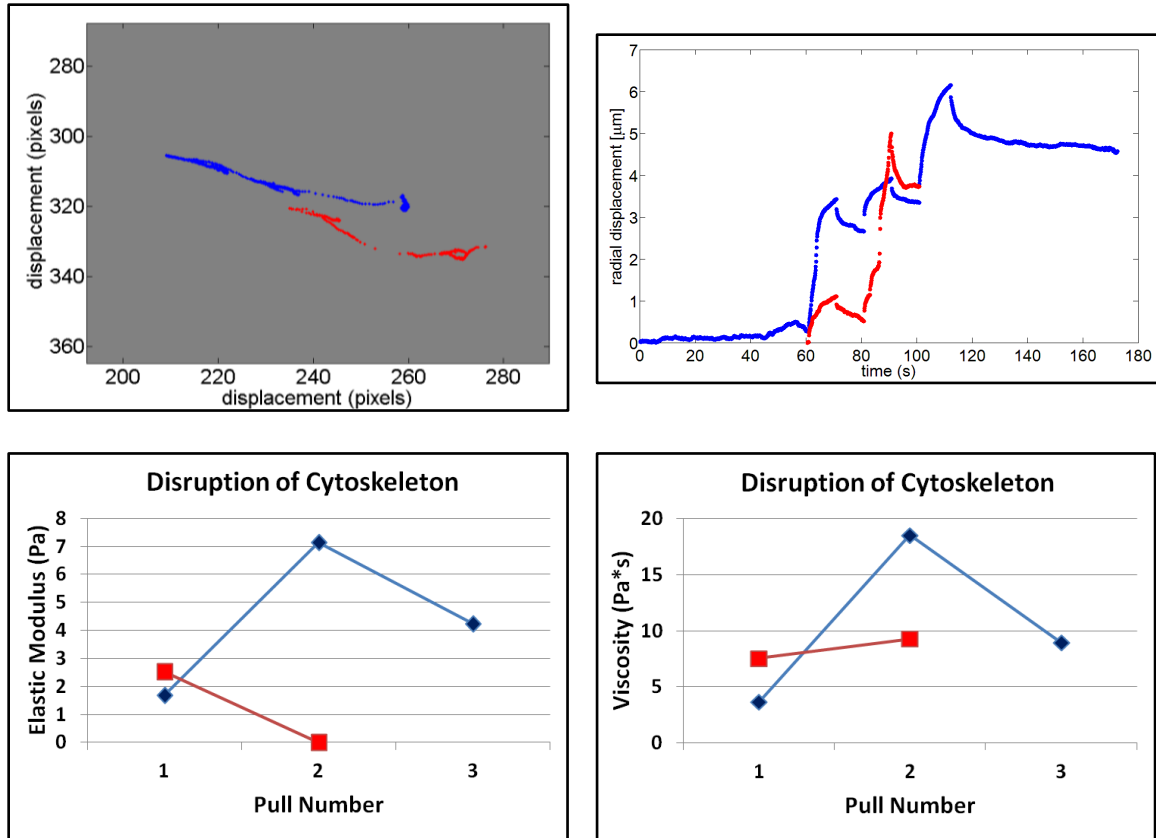 displacement (pixels)
280
300
320
340
360
200 220 240 260 280
displacement (pixels)
radial displacement [μm]
7
6
5
4
3
2
1
0
0 20 40 60 80 100 120 140 160 180
time (s)
Disruption of Cytoskeleton
Elastic Modulus (Pa)
8
7
6
5
4
3
2
1
0
1 2 3
Pull Number
Disruption of Cytoskeleton
Viscosity (Pa*s)
20
15
10
5
0
1 2 3
Pull Number